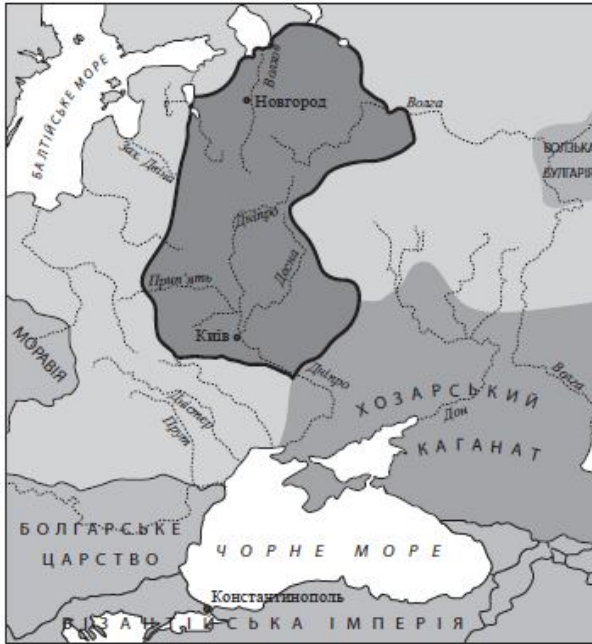 БАЛТІЙСЬКЕ МОРЕ
Волхов
Новгород
Волга
Зах. Двіна
ВОЛЗЬКА
БУЛГАРІЯ
Дніпро
Десна
Прип'ять
Київ
МОРАВІЯ
Дніпро
Дністер
Прут
Волга
ХОЗАРСЬКИЙ
Дон
КАГАНАТ
БОЛГАРСЬКЕ
ЦАРСТВО
ЧОРНЕ МОРЕ
Константинополь
ВІЗАНТІЙСЬКА ІМПЕРІЯ